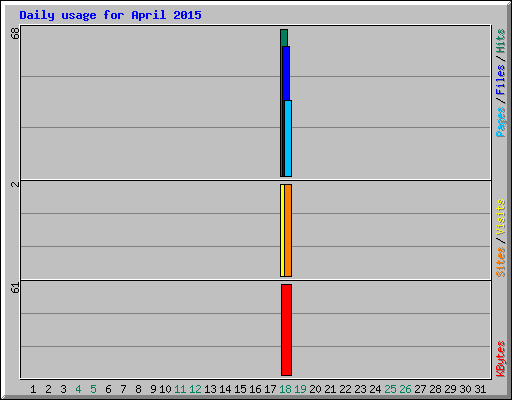 Daily usage for April 2015
68
Pages/Files/Hits
2
Sites/Visits
61
KBytes
1 2 3 4 5 6 7 8 9 10 11 12 13 14 15 16 17 18 19 20 21 22 23 24 25 26 27 28 29 30 31